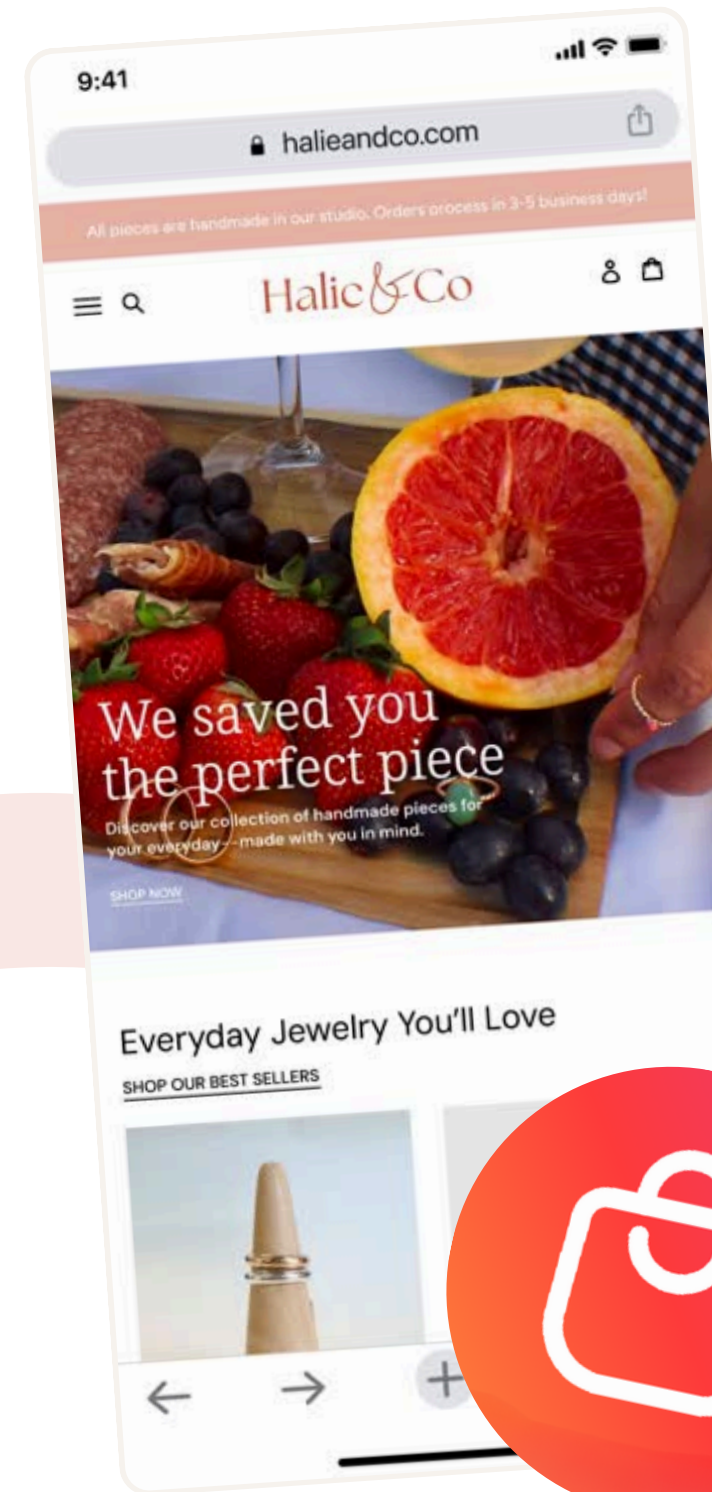 9:41
halieandco.com
All pieces are handmade in our studio. Orders process in 3-5 business days!
Halie&Co
We saved you
the perfect piece
Discover our collection of handmade pieces for
your everyday--made with you in mind.
SHOP NOW
Everyday Jewelry You'll Love
SHOP OUR BEST SELLERS